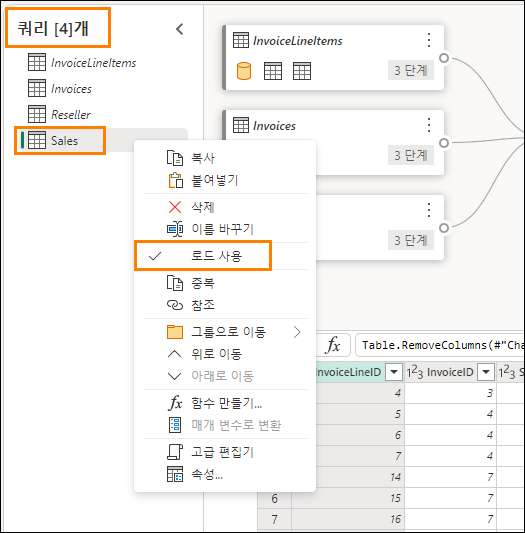 쿼리 [4]개
InvoiceLineItems
Invoices
Reseller
Sales
InvoiceLineItems
3 단계
Invoices
3 단계
3 단계
복사
붙여넣기
삭제
이름 바꾸기
로드 사용
중복
참조
그룹으로 이동
위로 이동
아래로 이동
함수 만들기...
매개 변수로 변환
고급 편집기
속성...
fx Table.RemoveColumns(#"Cha
InvoiceLineID 123 InvoiceID 123 S
4 3
5 4
6 4
7 4
14 7
6 15 7
7 16 7